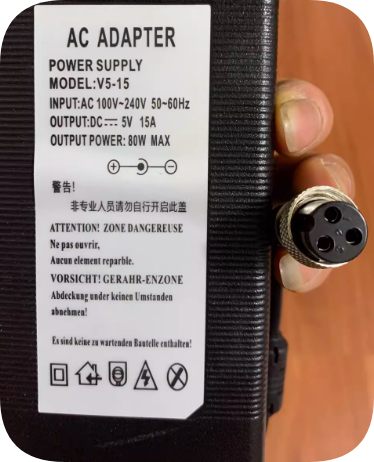 AC ADAPTER
POWER SUPPLY
MODEL:V5-15
INPUT:AC 100V~240V 50~60Hz
OUTPUT:DC⎓ 5V 15A
OUTPUT POWER: 80W MAX
警告!
非专业人员请勿自行开启此盖
ATTENTION! ZONE DANGEREUSE
Ne pas ouvrir,
Aucun element reparble.
VORSICHT! GERAHR-ENZONE
Abdeckung under keinen Umstanden
abnehmen!
Es sind keine zu wartenden Bautelle enthalten!